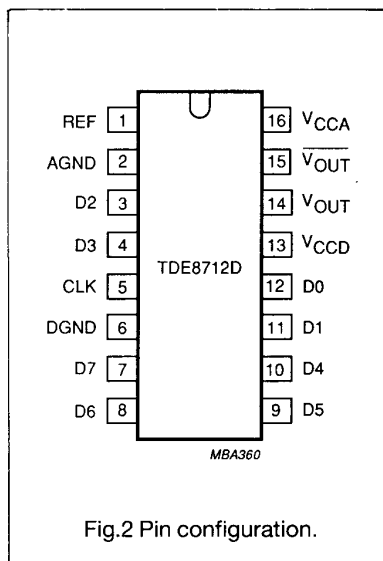 REF 1 16 VCCA
AGND 2 15 V̅O̅U̅T̅
D2 3 14 VOUT
D3 4 13 VCCD
TDE8712D
CLK 5 12 D0
DGND 6 11 D1
D7 7 10 D4
D6 8 9 D5
MBA360
Fig.2 Pin configuration.